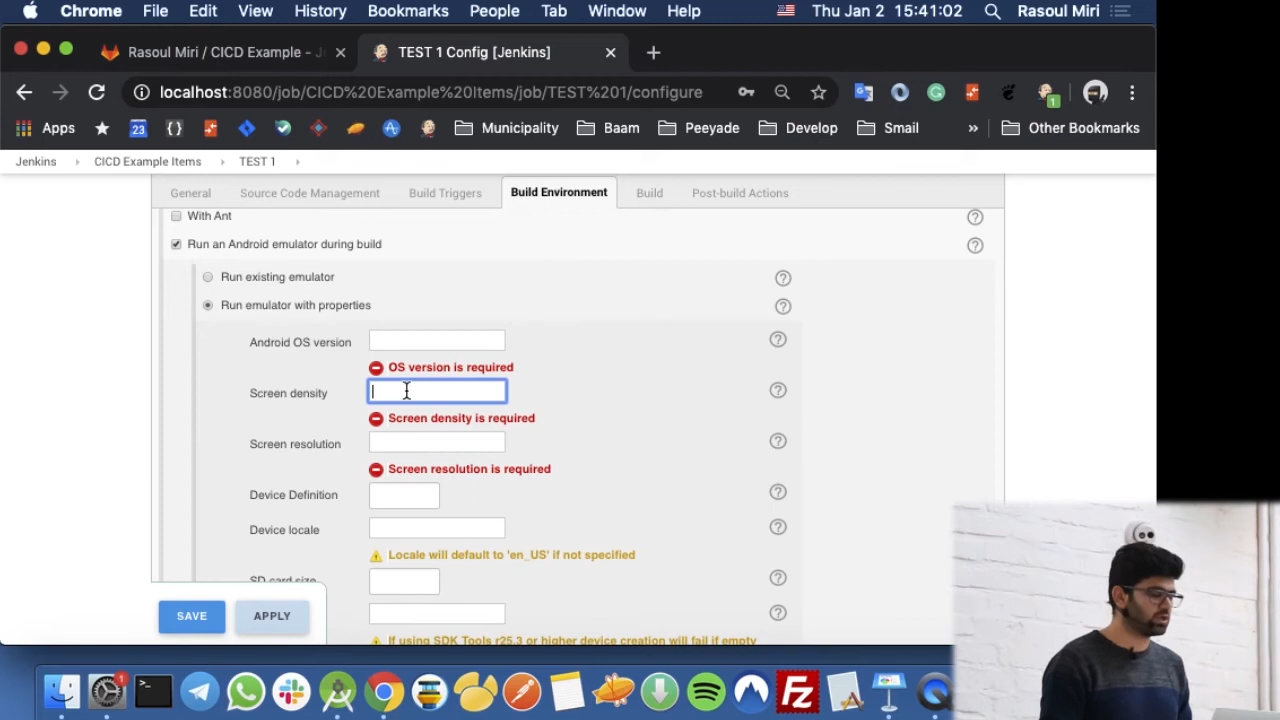 Chrome File Edit View History Bookmarks People Tab Window Help Thu Jan 2 15:41:02 Rasoul Miri
Rasoul Miri / CICD Example - J TEST 1 Config [Jenkins]
localhost:8080/job/CICD%20Example%20Items/job/TEST%201/configure
Apps 23 Municipality Baam Peeyade Develop Smail » Other Bookmarks
Jenkins CICD Example Items TEST 1
General Source Code Management Build Triggers Build Environment Build Post-build Actions
With Ant
Run an Android emulator during build
Run existing emulator
Run emulator with properties
Android OS version
OS version is required
Screen density
Screen density is required
Screen resolution
Screen resolution is required
Device Definition
Device locale
Locale will default to 'en_US' if not specified
SD card size
SAVE APPLY
If using SDK Tools r25.3 or higher device creation will fail if empty